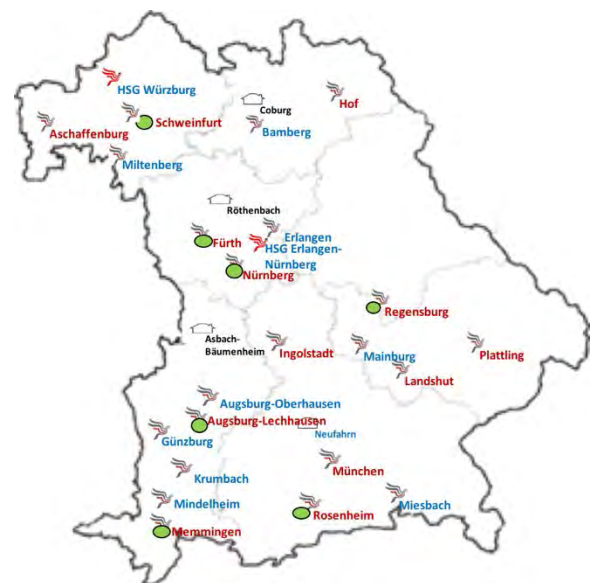 HSG Würzburg
Hof
Coburg
Schweinfurt
Bamberg
Aschaffenburg
Miltenberg
Röthenbach
Erlangen
Fürth
HSG Erlangen-
Nürnberg
Nürnberg
Regensburg
Asbach-
Bäumenheim
Ingolstadt
Mainburg
Plattling
Landshut
Augsburg-Oberhausen
Augsburg-Lechhausen
Günzburg
Neufahrn
München
Krumbach
Mindelheim
Miesbach
Rosenheim
Memmingen